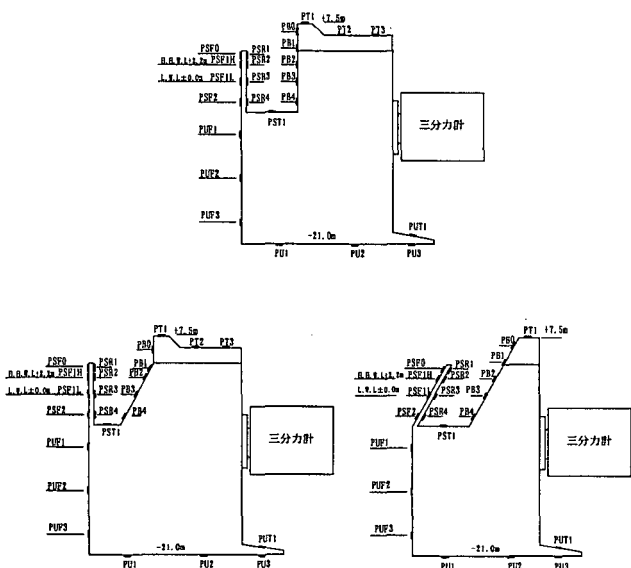 PT1 +7.5m
PB0
PT2 PT3
PSF0 PSR1 PB1
H.H.W.L+2.2m PSF1H PSR2 PB2
L.W.L±0.0m PSF1L PSR3 PB3
PSF2 PSR4 PB4
PST1
三分力計
PUF1
PUF2
PUF3
PUT1
-21.0m
PU1 PU2 PU3
PT1 +7.5m
PB0
PT2 PT3
PSF0 PSR1 PB1
H.H.W.L+2.2m PSF1H PSR2 PB2
L.W.L±0.0m PSF1L PSR3 PB3
PSF2 PSR4 PB4
PST1
三分力計
PUF1
PUF2
PUF3
PUT1
-21.0m
PU1 PU2 PU3
PT1 +7.5m
PB0
PB1
PSF0 PSR1
H.H.W.L+2.2m PSF1H PSR2 PB2
L.W.L±0.0m PSF1L PSR3 PB3
PSF2 PSR4 PB4
PST1
三分力計
PUF1
PUF2
PUF3
PUT1
-21.0m
PU1 PU2 PU3